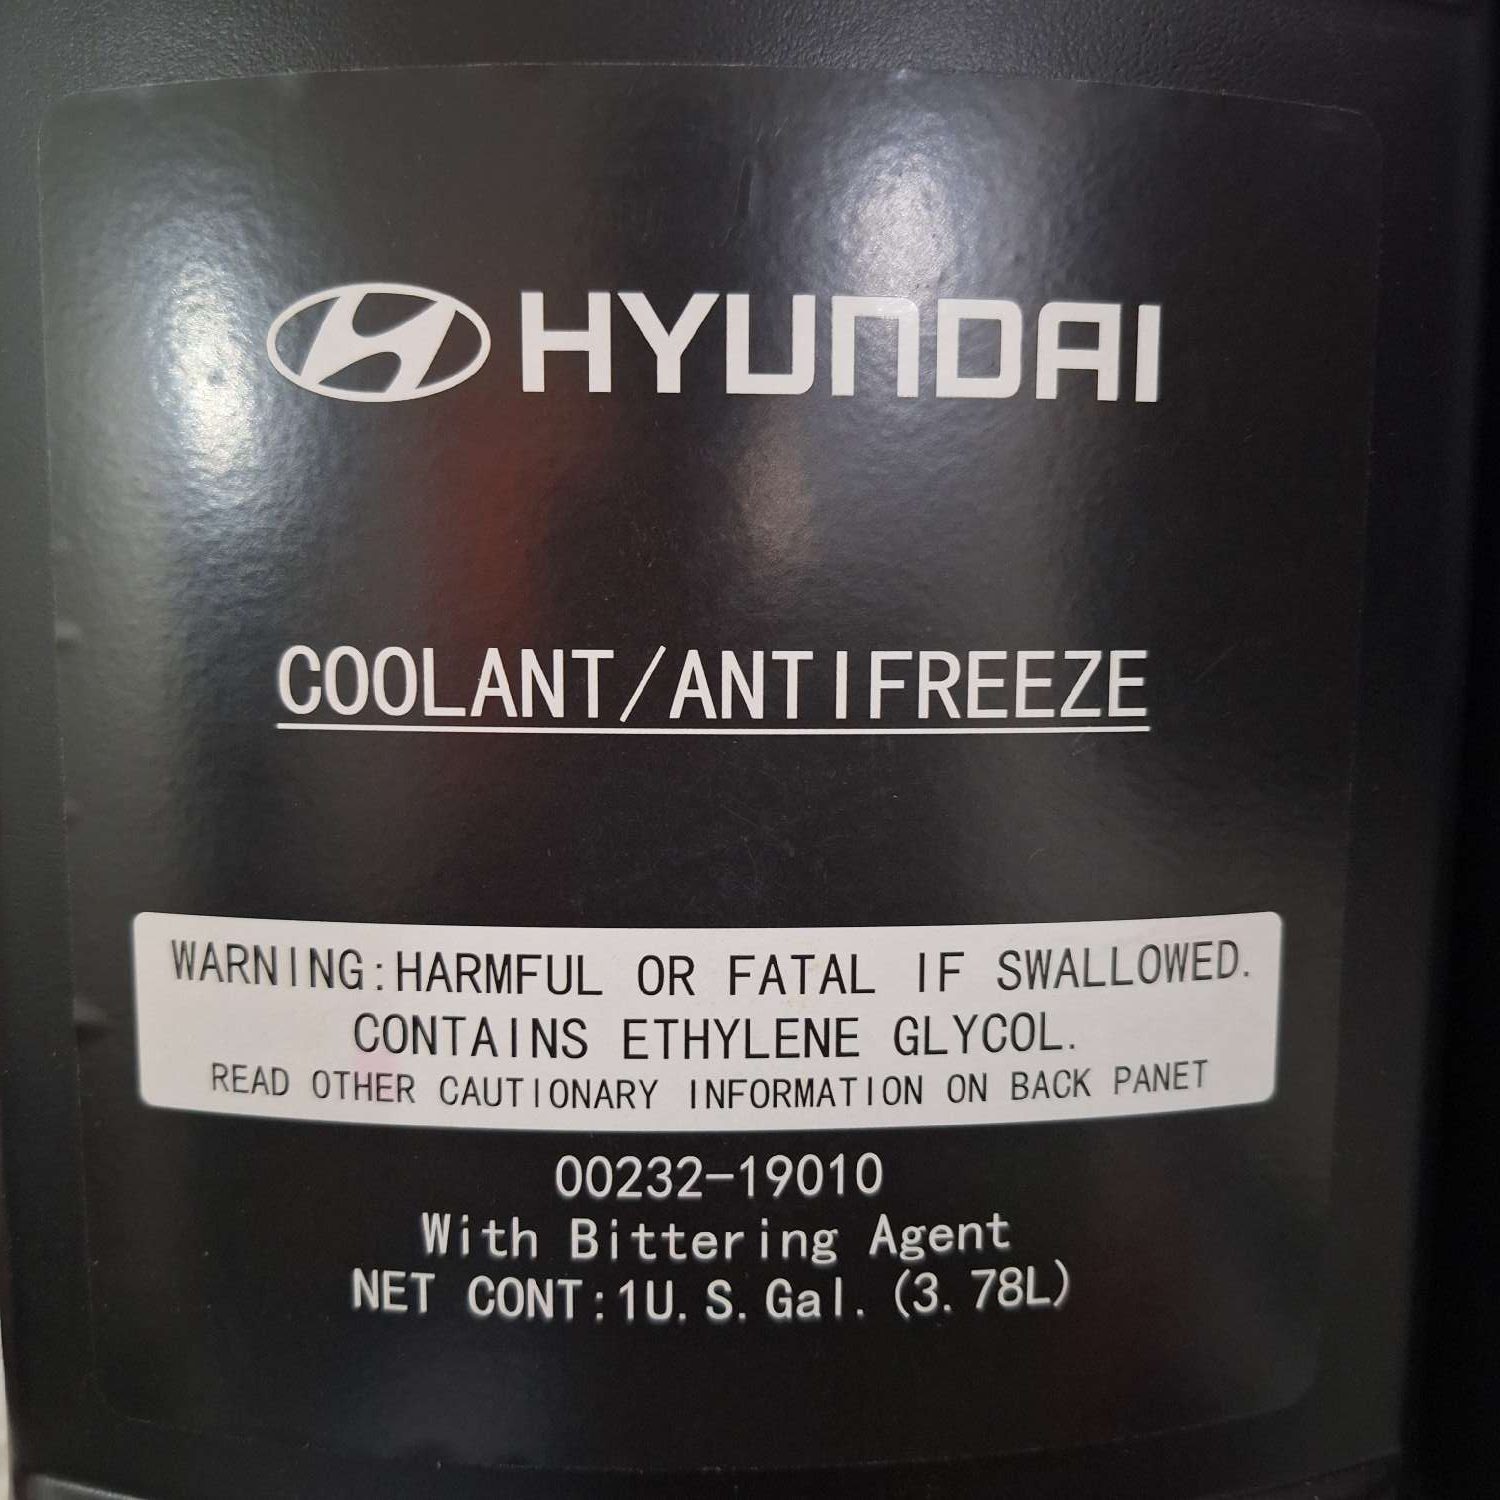 HYUNDAI
COOLANT/ANTIFREEZE
WARNING:HARMFUL OR FATAL IF SWALLOWED.
CONTAINS ETHYLENE GLYCOL.
READ OTHER CAUTIONARY INFORMATION ON BACK PANET
00232-19010
With Bittering Agent
NET CONT:1U.S.Gal.(3.78L)